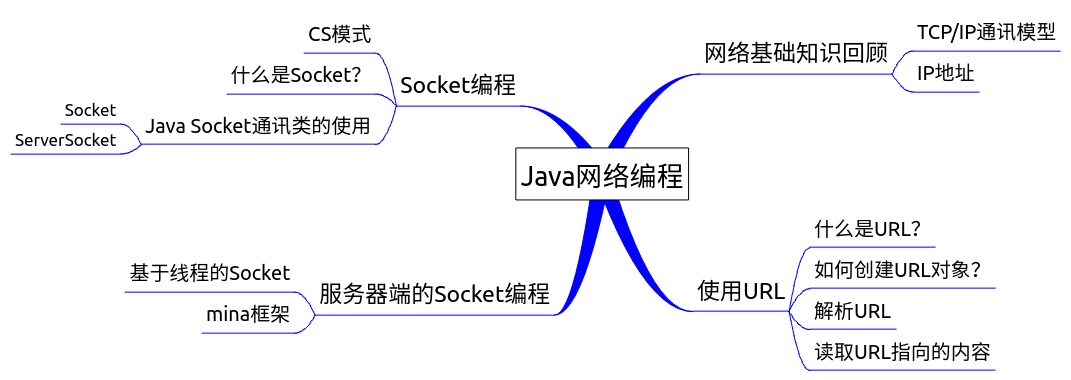 Java网络编程
网络基础知识回顾
TCP/IP通讯模型
IP地址
使用URL
什么是URL？
如何创建URL对象？
解析URL
读取URL指向的内容
Socket编程
CS模式
什么是Socket？
Java Socket通讯类的使用
Socket
ServerSocket
服务器端的Socket编程
基于线程的Socket
mina框架